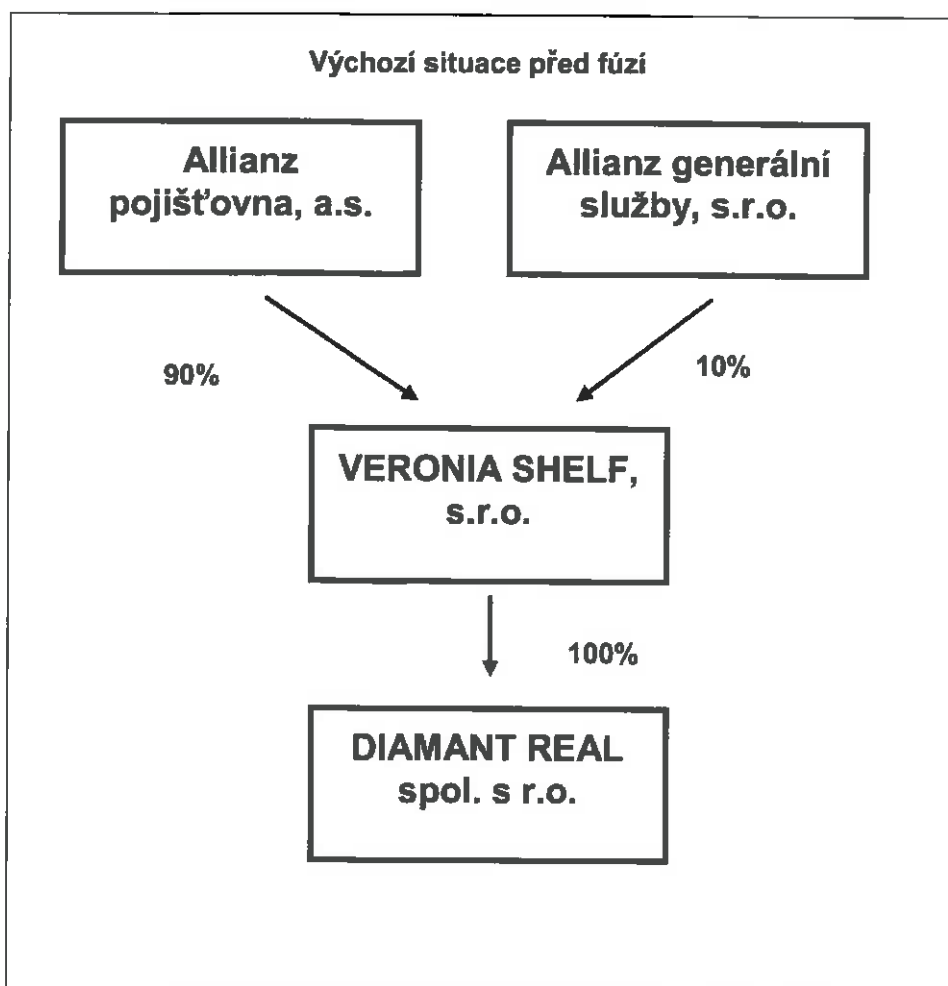 Výchozí situace před fúzí
Allianz
pojišťovna, a.s.
Allianz generální
služby, s.r.o.
90%
10%
VERONIA SHELF,
s.r.o.
100%
DIAMANT REAL
spol. s r.o.